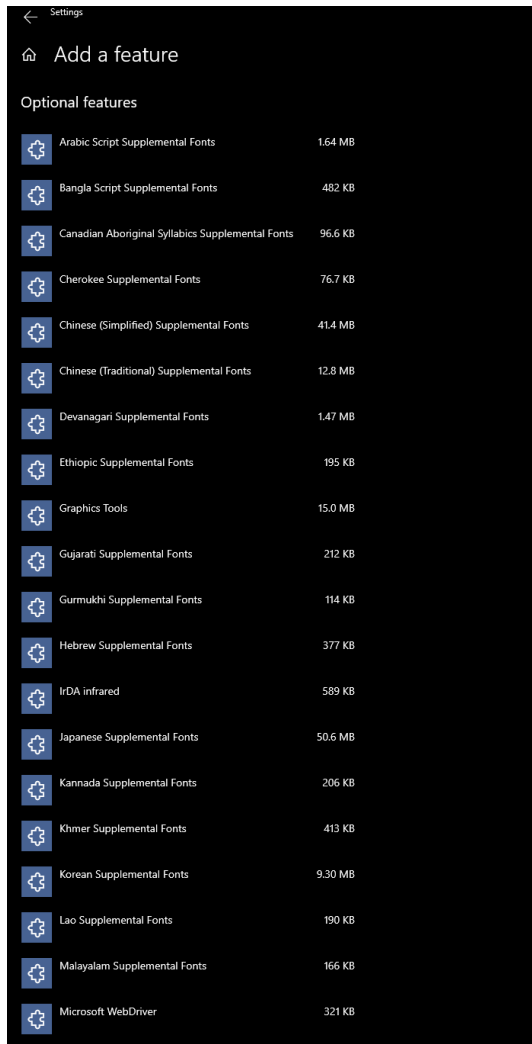 Settings
Add a feature
Optional features
Arabic Script Supplemental Fonts 1.64 MB
Bangla Script Supplemental Fonts 482 KB
Canadian Aboriginal Syllabics Supplemental Fonts 96.6 KB
Cherokee Supplemental Fonts 76.7 KB
Chinese (Simplified) Supplemental Fonts 41.4 MB
Chinese (Traditional) Supplemental Fonts 12.8 MB
Devanagari Supplemental Fonts 1.47 MB
Ethiopic Supplemental Fonts 195 KB
Graphics Tools 15.0 MB
Gujarati Supplemental Fonts 212 KB
Gurmukhi Supplemental Fonts 114 KB
Hebrew Supplemental Fonts 377 KB
IrDA infrared 589 KB
Japanese Supplemental Fonts 50.6 MB
Kannada Supplemental Fonts 206 KB
Khmer Supplemental Fonts 413 KB
Korean Supplemental Fonts 9.30 MB
Lao Supplemental Fonts 190 KB
Malayalam Supplemental Fonts 166 KB
Microsoft WebDriver 321 KB